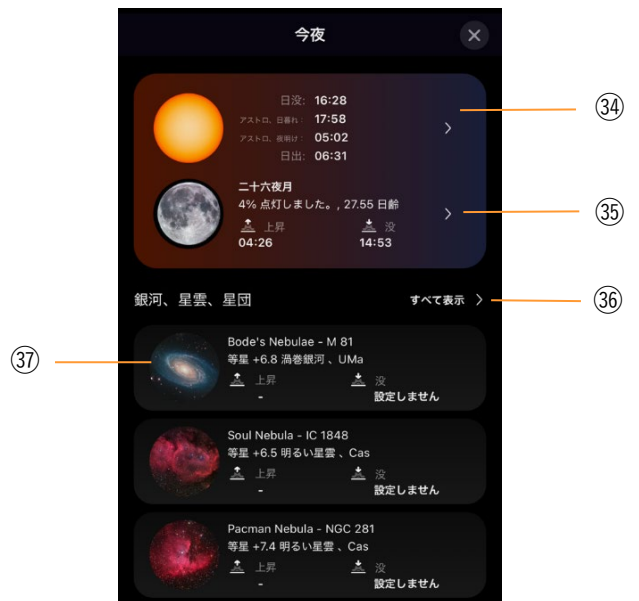 今夜
日没: 16:28
アストロ、日暮れ: 17:58
アストロ、夜明け: 05:02
日出: 06:31
㉞
二十六夜月
4% 点灯しました。, 27.55 日齢
上昇 没
04:26 14:53
㉟
銀河、星雲、星団 すべて表示
㊱
㊲
Bode's Nebulae - M 81
等星 +6.8 渦巻銀河 、UMa
上昇 没
- 設定しません
Soul Nebula - IC 1848
等星 +6.5 明るい星雲 、Cas
上昇 没
- 設定しません
Pacman Nebula - NGC 281
等星 +7.4 明るい星雲 、Cas
上昇 没
- 設定しません